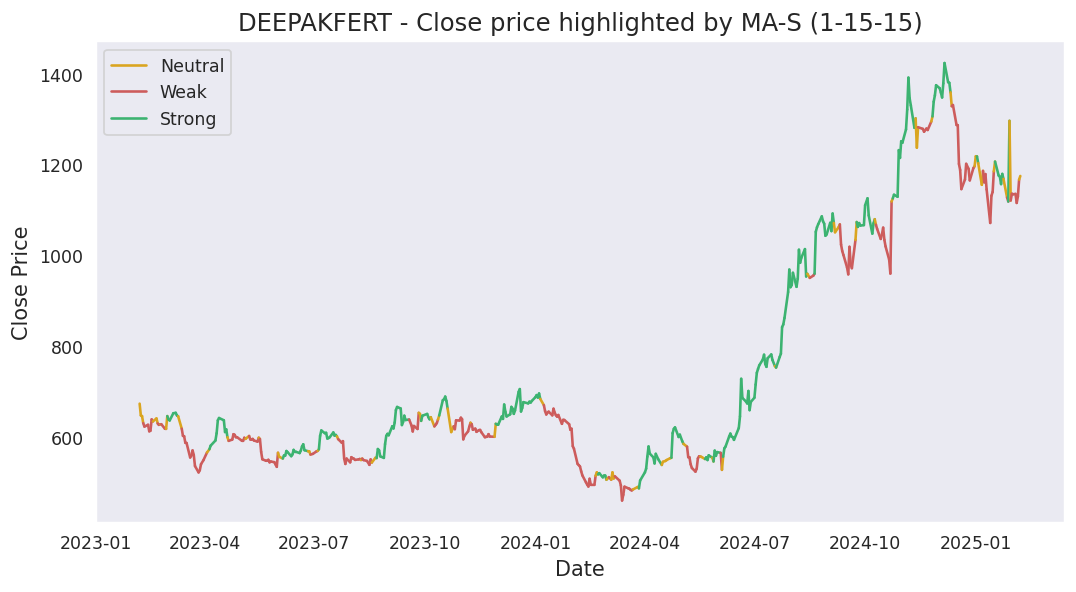 DEEPAKFERT - Close price highlighted by MA-S (1-15-15)
Neutral
Weak
Strong
1400
1200
1000
800
600
Close Price
2023-01 2023-04 2023-07 2023-10 2024-01 2024-04 2024-07 2024-10 2025-01
Date